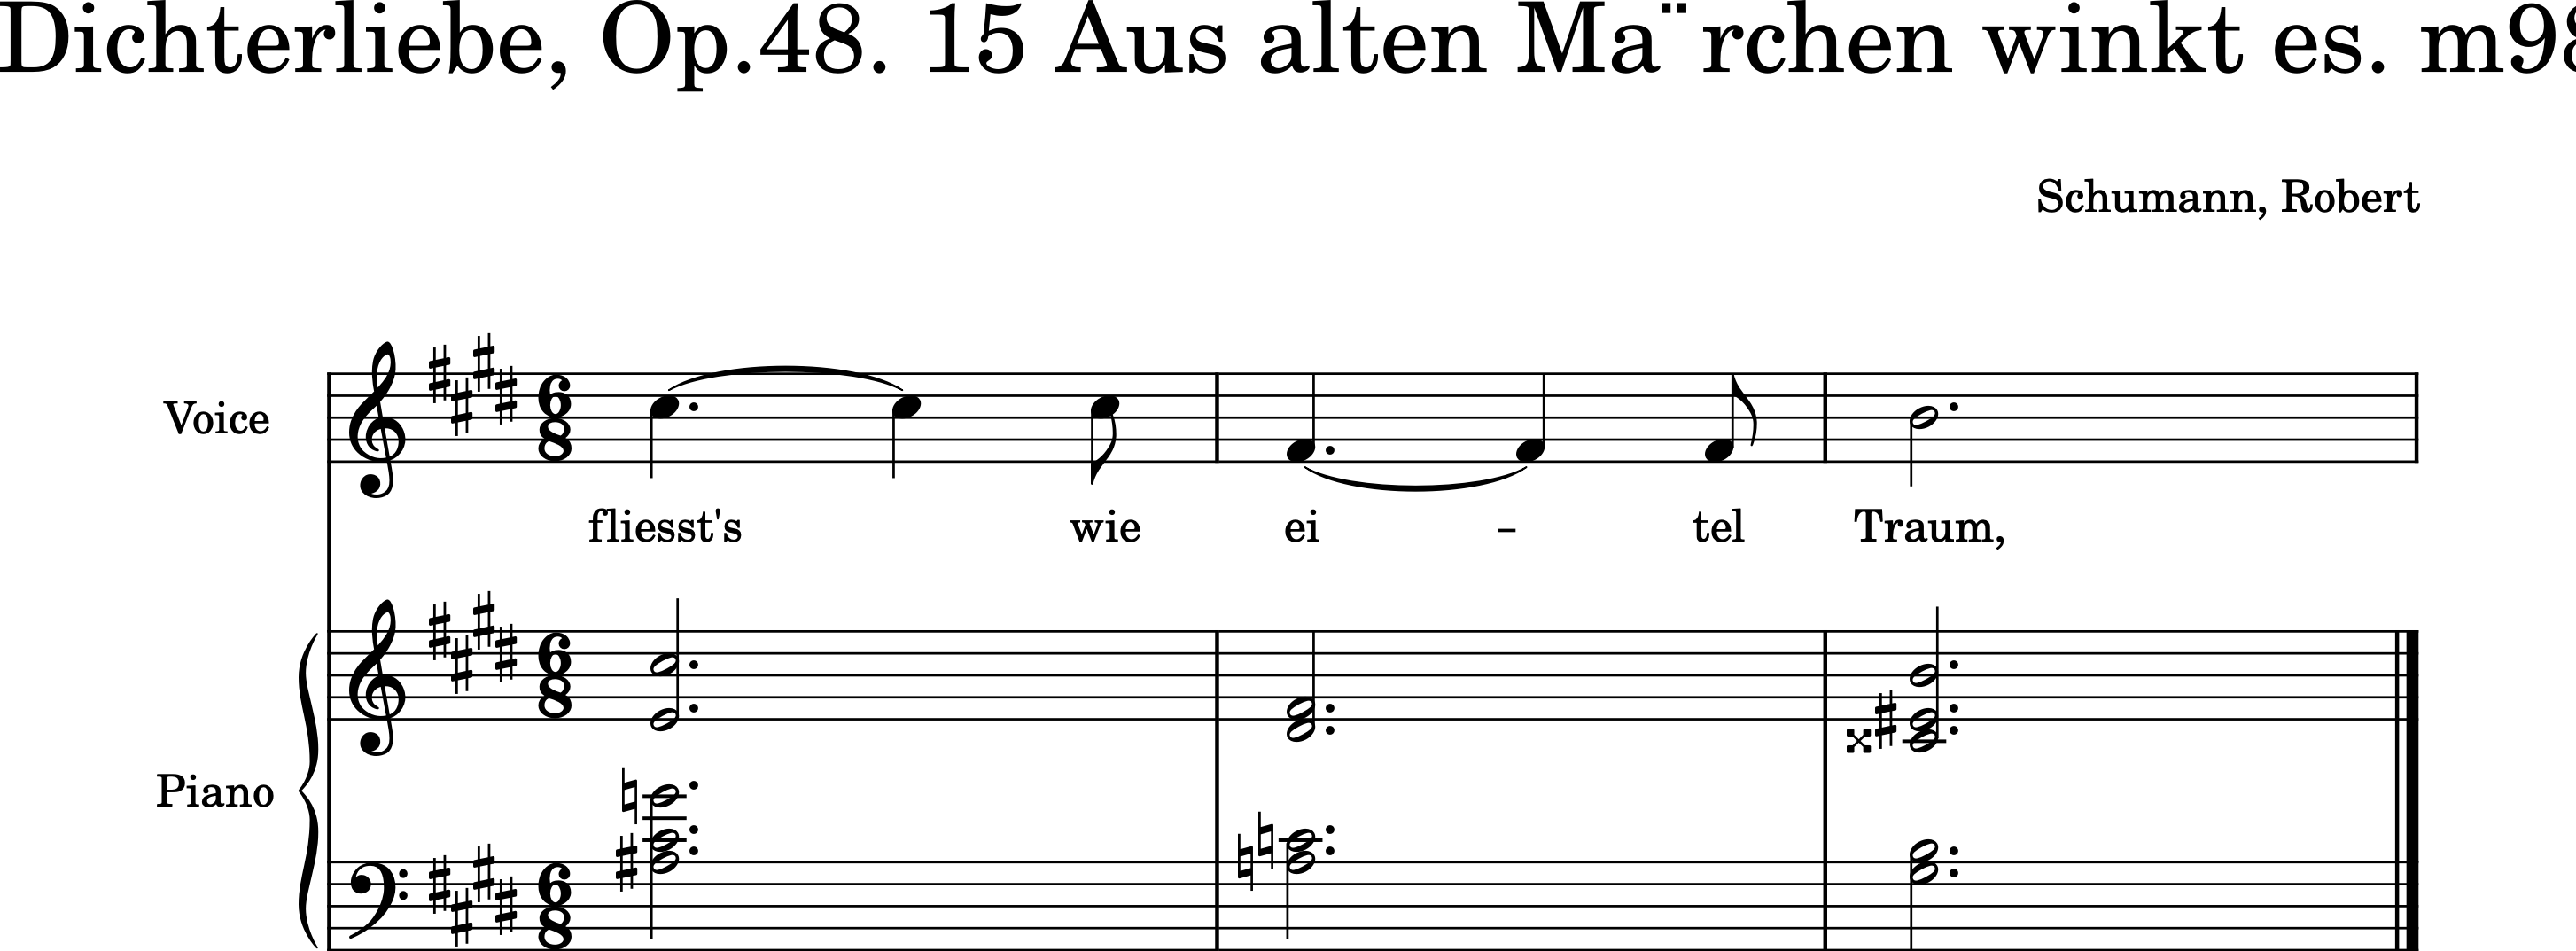 Dichterliebe, Op.48. 15 Aus alten Ma¨rchen winkt es. m98
Schumann, Robert
Voice
fliesst's wie ei - tel Traum,
Piano